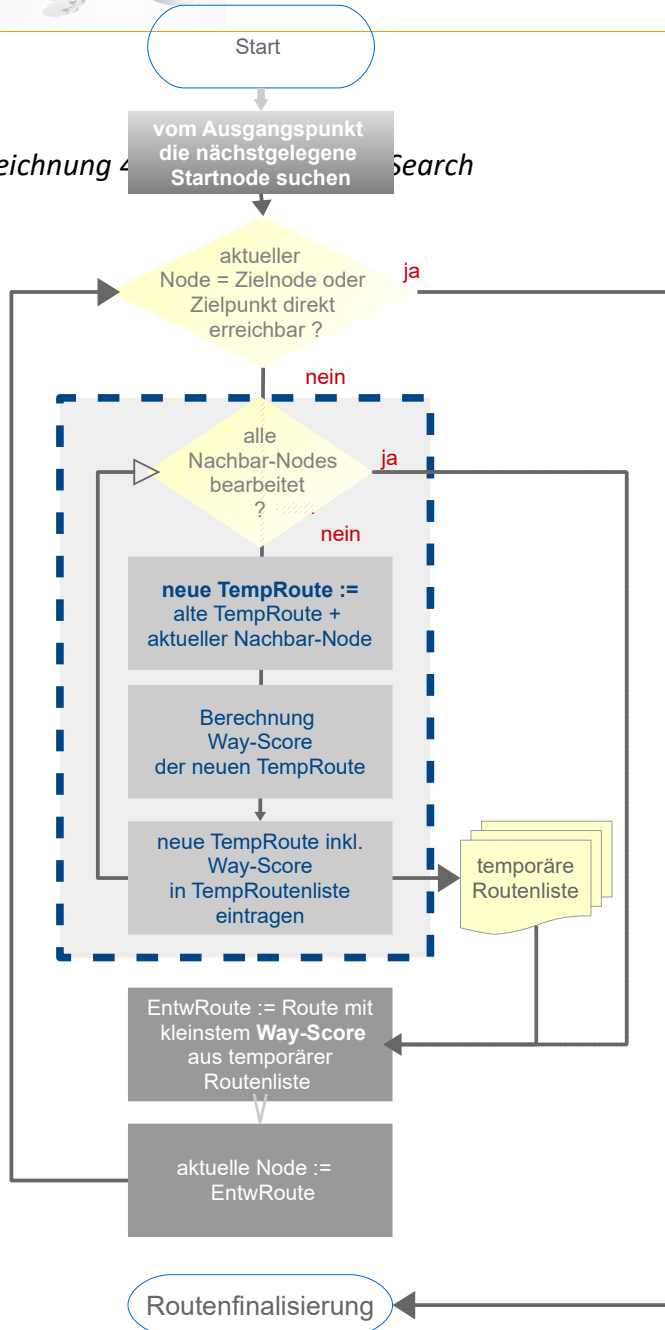 Start
vom Ausgangspunkt
die nächstgelegene
Startnode suchen
eichnung 4
Search
aktueller
Node = Zielnode oder
Zielpunkt direkt
erreichbar ?
ja
nein
alle
Nachbar-Nodes
bearbeitet
?
ja
nein
neue TempRoute :=
alte TempRoute +
aktueller Nachbar-Node
Berechnung
Way-Score
der neuen TempRoute
neue TempRoute inkl.
Way-Score
in TempRoutenliste
eintragen
temporäre
Routenliste
EntwRoute := Route mit
kleinstem Way-Score
aus temporärer
Routenliste
aktuelle Node :=
EntwRoute
Routenfinalisierung